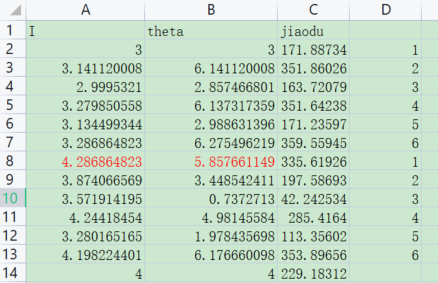 A B C D
1 I theta jiaodu
2 3 3 171.88734 1
3 3.141120008 6.141120008 351.86026 2
4 2.9995321 2.857466801 163.72079 3
5 3.279850558 6.137317359 351.64238 4
6 3.134499344 2.988631396 171.23597 5
7 3.286864823 6.275496219 359.55945 6
8 4.286864823 5.857661149 335.61926 1
9 3.874066569 3.448542411 197.58693 2
10 3.571914195 0.7372713 42.242534 3
11 4.24418454 4.98145584 285.4164 4
12 3.280165165 1.978435698 113.35602 5
13 4.198224401 6.176660098 353.89656 6
14 4 4 229.18312